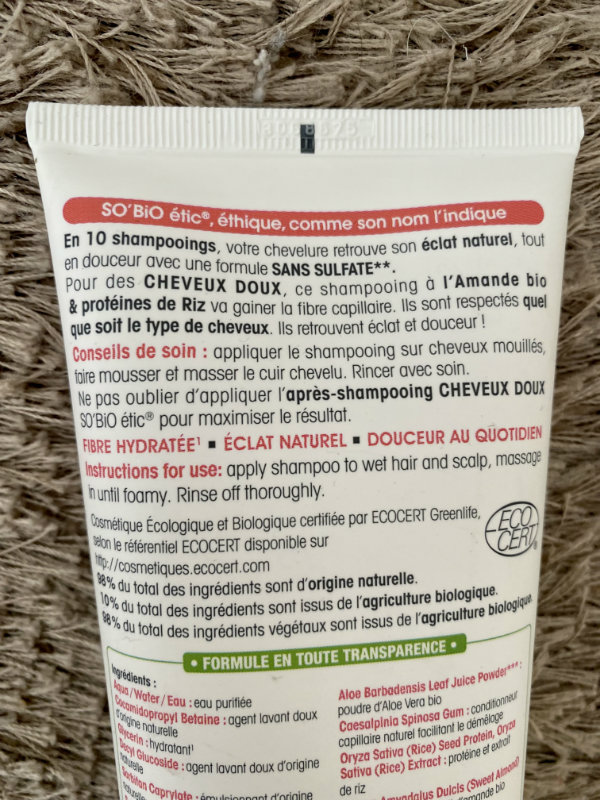 SO'BiO étic®, éthique, comme son nom l'indique
En 10 shampooings, votre chevelure retrouve son éclat naturel, tout
en douceur avec une formule SANS SULFATE**.
Pour des CHEVEUX DOUX, ce shampooing à l'Amande bio
& protéines de Riz va gainer la fibre capillaire. Ils sont respectés quel
que soit le type de cheveux. Ils retrouvent éclat et douceur !
Conseils de soin : appliquer le shampooing sur cheveux mouillés,
faire mousser et masser le cuir chevelu. Rincer avec soin.
Ne pas oublier d'appliquer l'après-shampooing CHEVEUX DOUX
SO'BiO étic® pour maximiser le résultat.
FIBRE HYDRATÉE¹ ▪ ÉCLAT NATUREL ▪ DOUCEUR AU QUOTIDIEN
Instructions for use: apply shampoo to wet hair and scalp, massage
in until foamy. Rinse off thoroughly.
Cosmétique Écologique et Biologique certifiée par ECOCERT Greenlife,
selon le référentiel ECOCERT disponible sur
http://cosmetiques.ecocert.com
ECO
CERT®
98% du total des ingrédients sont d'origine naturelle.
10% du total des ingrédients sont issus de l'agriculture biologique.
98% du total des ingrédients végétaux sont issus de l'agriculture biologique.
• FORMULE EN TOUTE TRANSPARENCE •
Ingrédients :
Aqua/Water/Eau : eau purifiée
Cocamidopropyl Betaine : agent lavant doux
d'origine naturelle
Glycerin : hydratant¹
Decyl Glucoside : agent lavant doux d'origine
naturelle
Sorbitan Caprylate : émulsionnant d'origine
naturelle
Aloe Barbadensis Leaf Juice Powder*** :
poudre d'Aloe Vera bio
Caesalpinia Spinosa Gum : conditionneur
capillaire naturel facilitant le démêlage
Oryza Sativa (Rice) Seed Protein, Oryza
Sativa (Rice) Extract : protéine et extrait
de riz
Amygdalus Dulcis (Sweet Almond)
d'amande bio